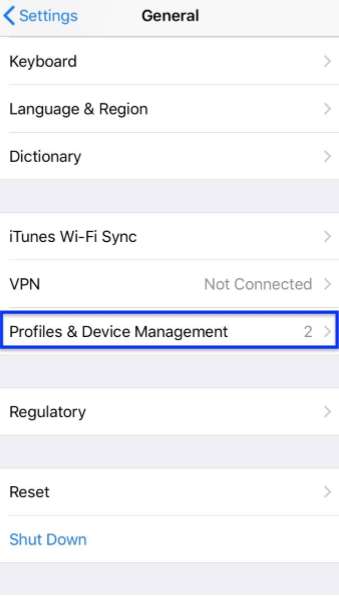 Settings
General
Keyboard
Language & Region
Dictionary
iTunes Wi-Fi Sync
VPN Not Connected
Profiles & Device Management 2
Regulatory
Reset
Shut Down